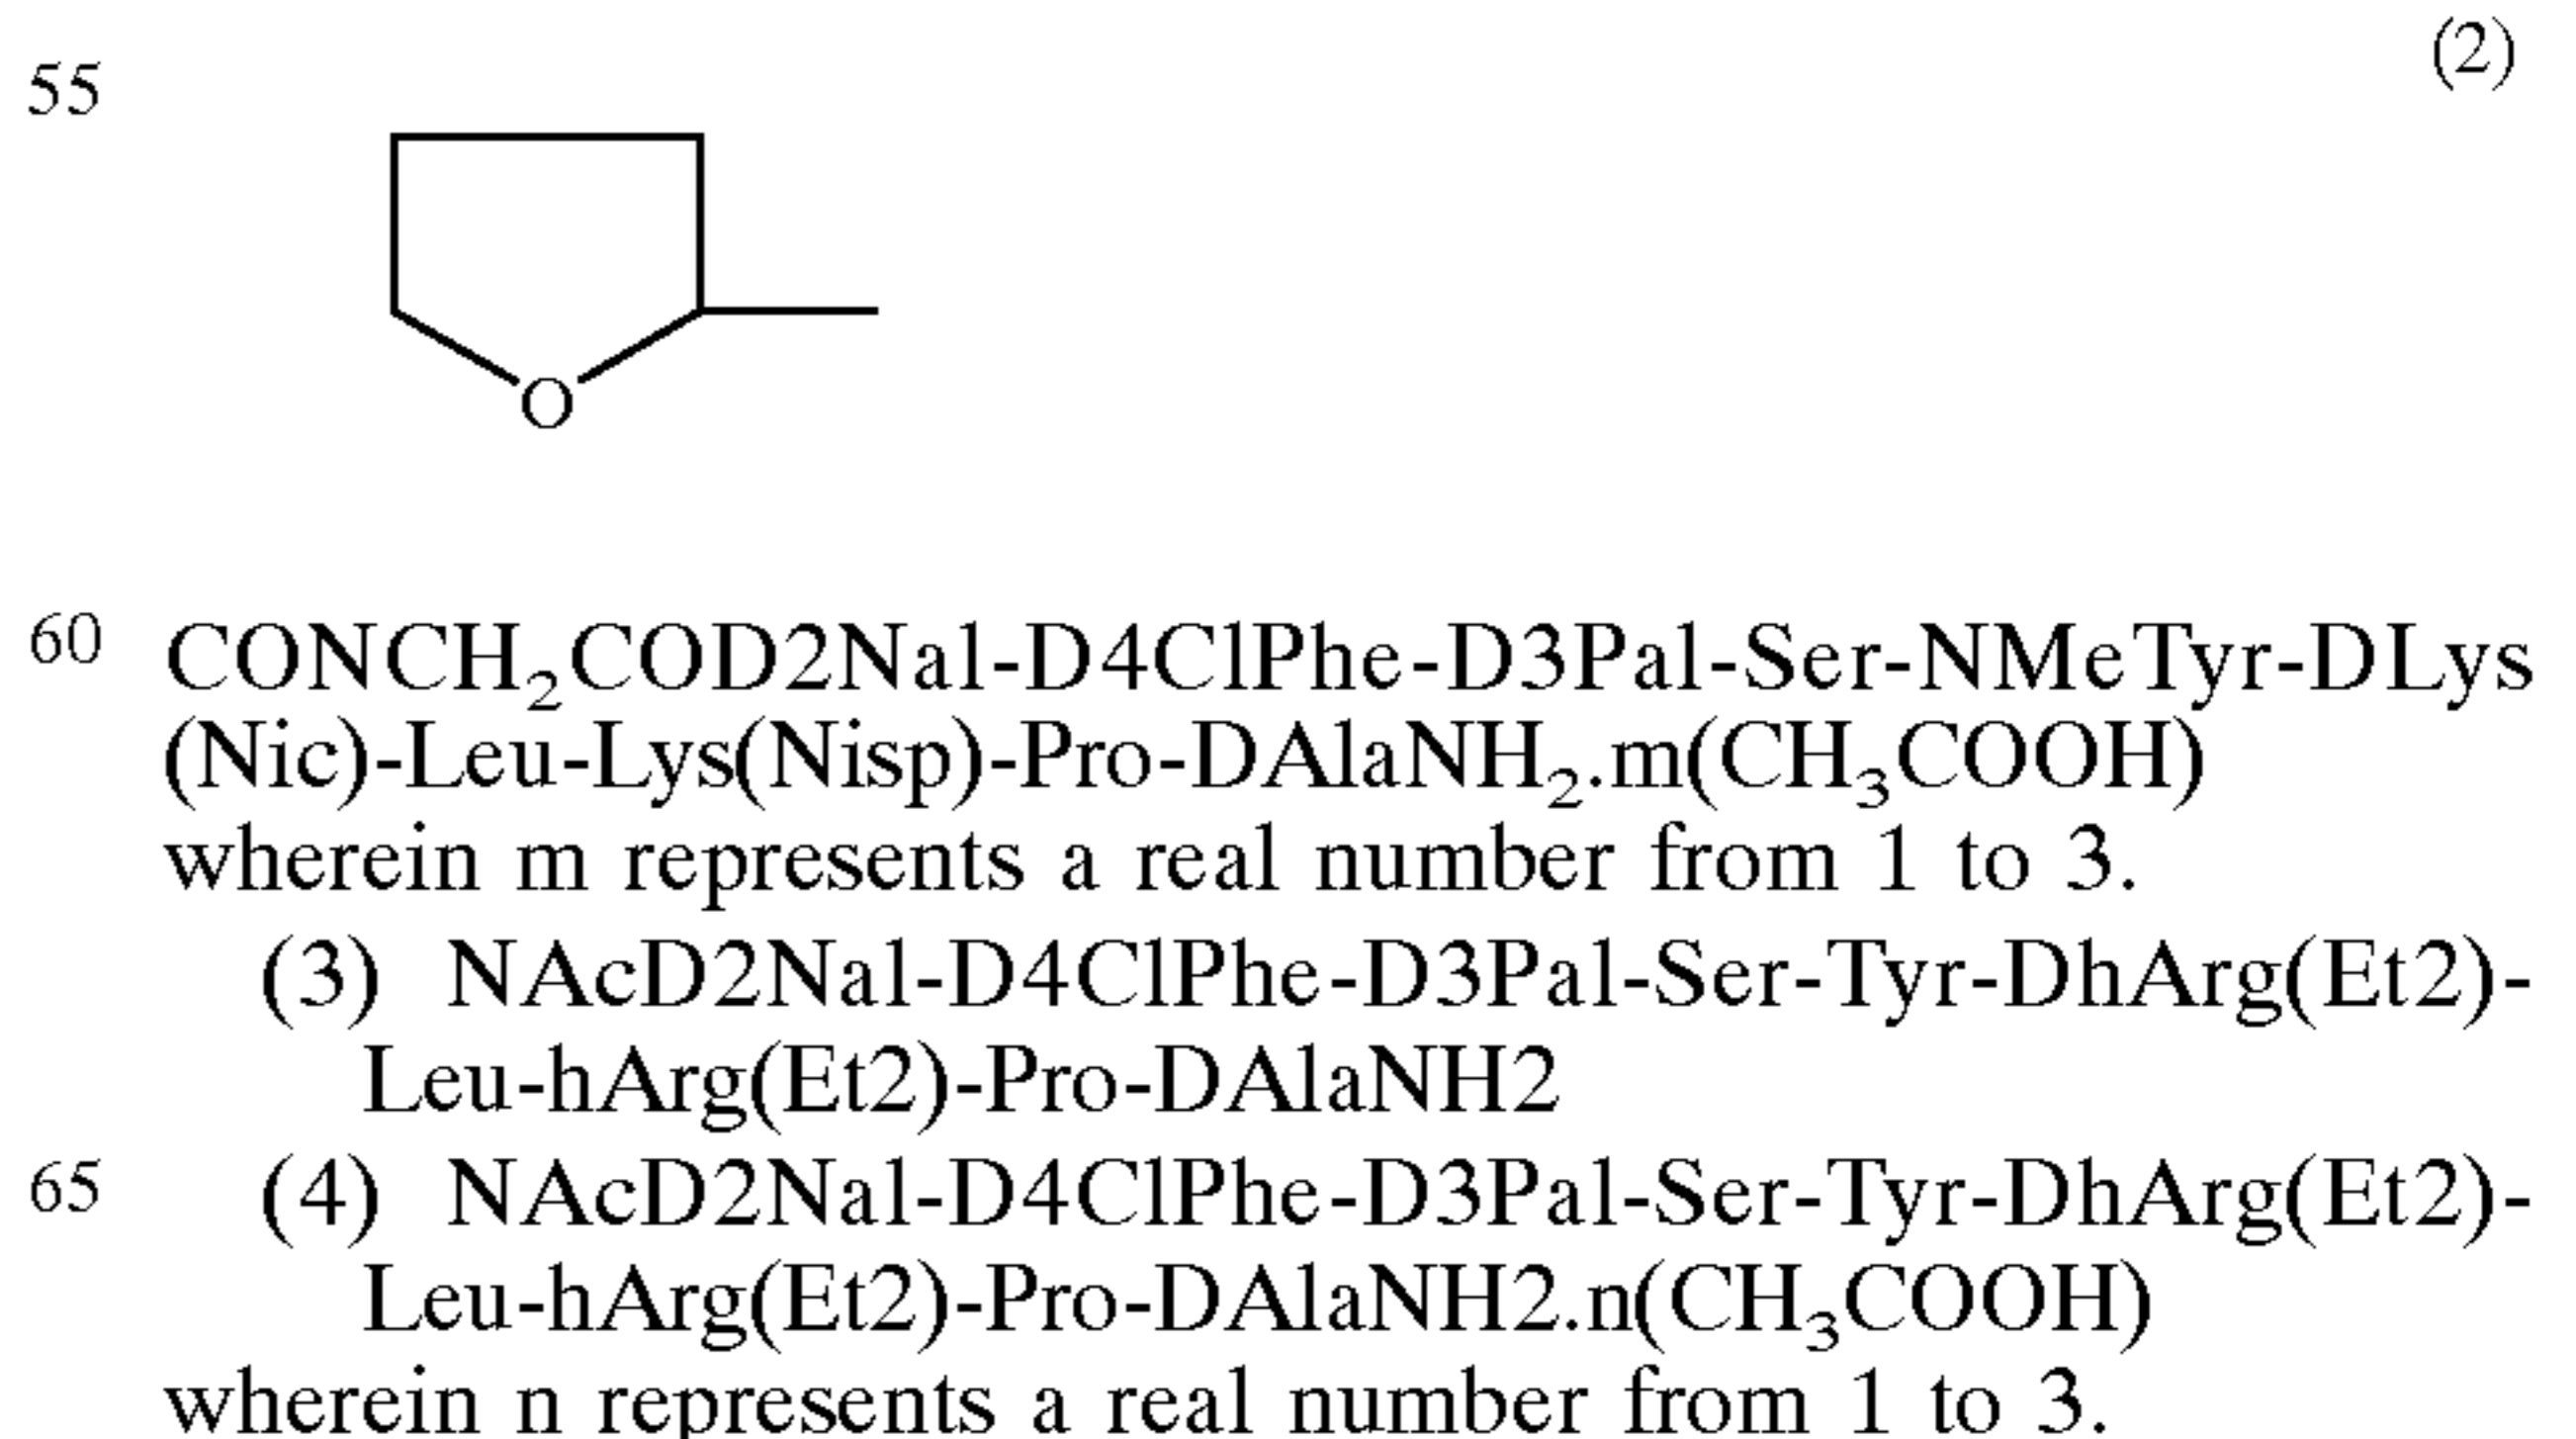 (2)
55
O
60 CONCH₂COD2Nal-D4ClPhe-D3Pal-Ser-NMeTyr-DLys
(Nic)-Leu-Lys(Nisp)-Pro-DAlaNH₂.m(CH₃COOH)
wherein m represents a real number from 1 to 3.
(3) NAcD2Nal-D4ClPhe-D3Pal-Ser-Tyr-DhArg(Et2)-
Leu-hArg(Et2)-Pro-DAlaNH2
65 (4) NAcD2Nal-D4ClPhe-D3Pal-Ser-Tyr-DhArg(Et2)-
Leu-hArg(Et2)-Pro-DAlaNH2.n(CH₃COOH)
wherein n represents a real number from 1 to 3.